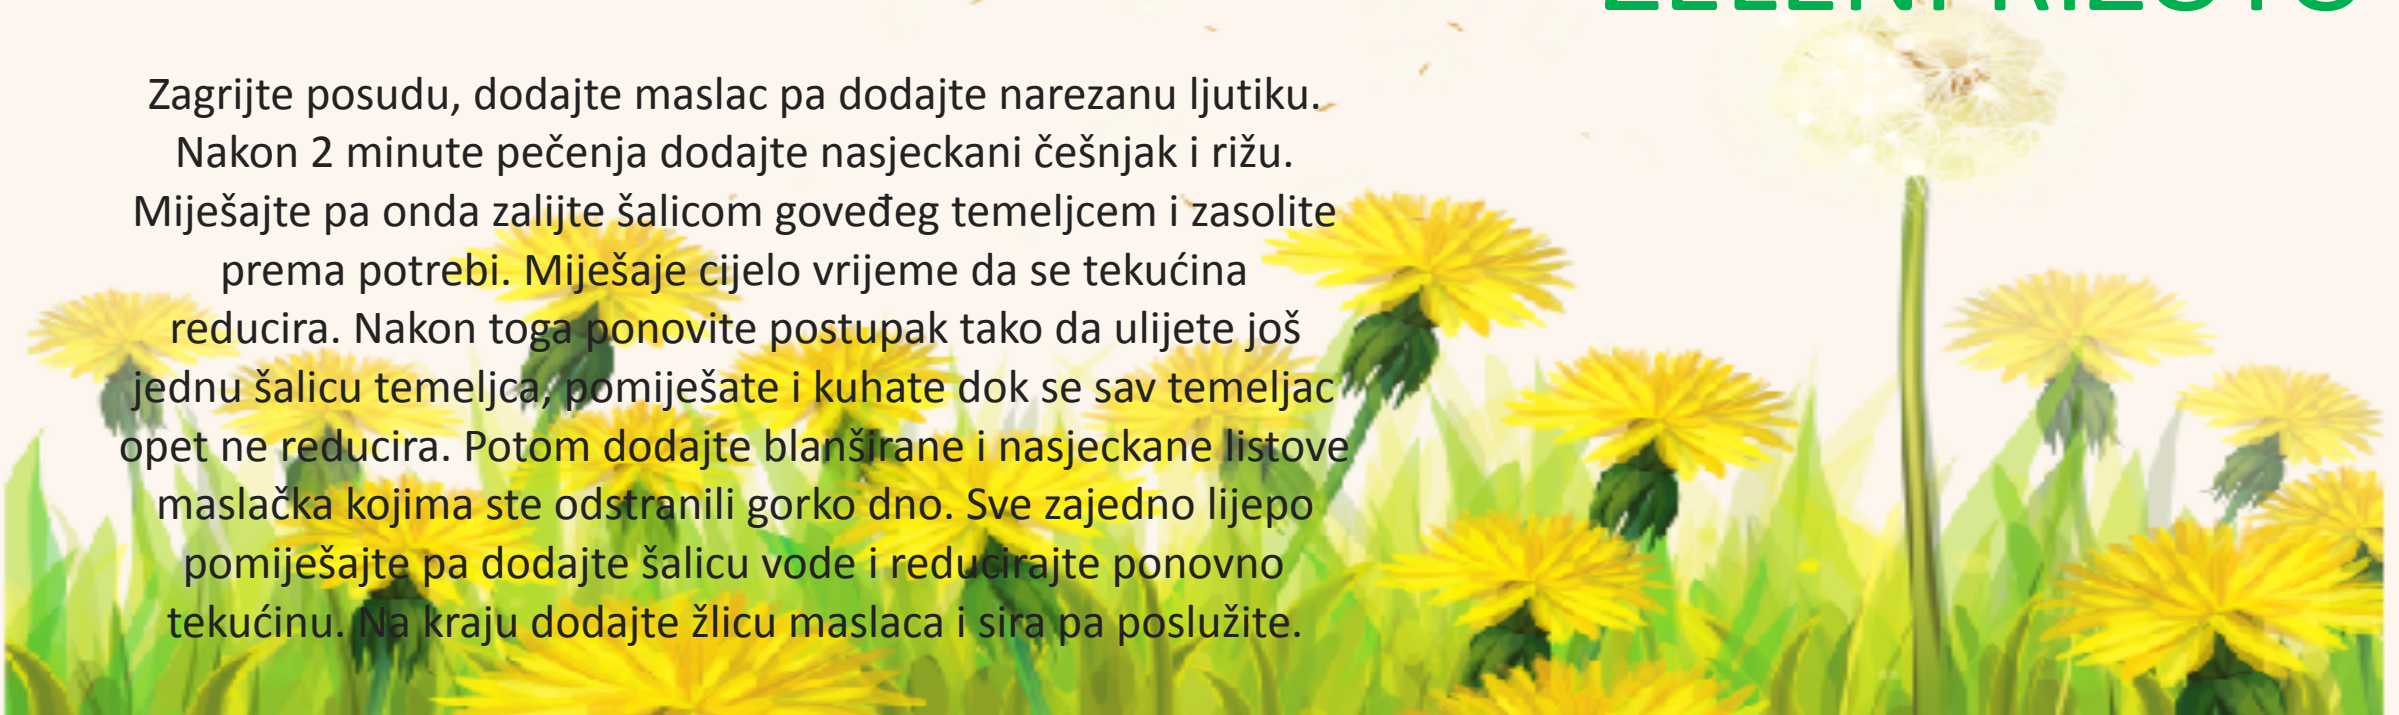 ZELENI RIŽOTO
Zagrijte posudu, dodajte maslac pa dodajte narezanu ljutiku.
Nakon 2 minute pečenja dodajte nasjeckani češnjak i rižu.
Miješajte pa onda zalijte šalicom goveđeg temeljcem i zasolite
prema potrebi. Miješaje cijelo vrijeme da se tekućina
reducira. Nakon toga ponovite postupak tako da ulijete još
jednu šalicu temeljca, pomiješate i kuhate dok se sav temeljac
opet ne reducira. Potom dodajte blanširane i nasjeckane listove
maslačka kojima ste odstranili gorko dno. Sve zajedno lijepo
pomiješajte pa dodajte šalicu vode i reducirajte ponovno
tekućinu. Na kraju dodajte žlicu maslaca i sira pa poslužite.